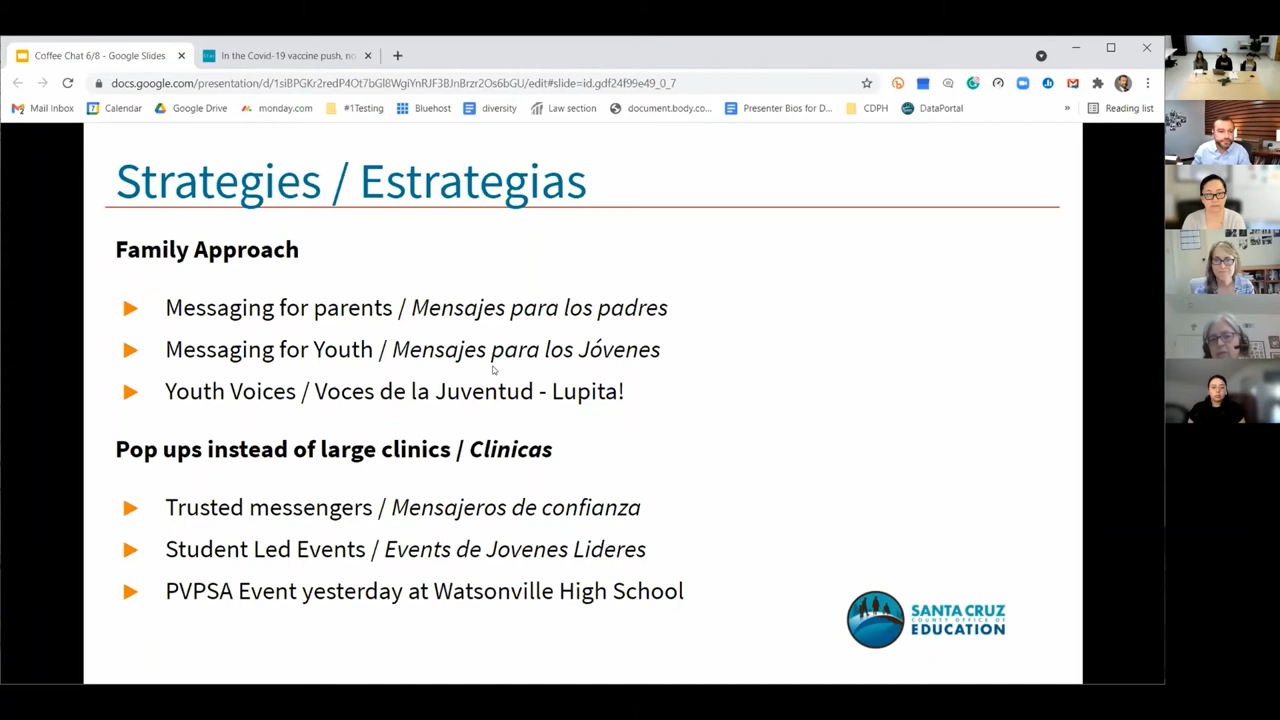 Coffee Chat 6/8 - Google Slides
In the Covid-19 vaccine push, no
docs.google.com/presentation/d/1siBPGKr2redP4Ot7bGl8WgiYnRJF3BJnBrzr2Os6bGU/edit#slide=id.gdf24f99e49_0_7
Mail Inbox Calendar Google Drive monday.com #1Testing Bluehost diversity Law section document.body.co... Presenter Bios for D... CDPH DataPortal » Reading list
Strategies / Estrategias
Family Approach
Messaging for parents / Mensajes para los padres
Messaging for Youth / Mensajes para los Jóvenes
Youth Voices / Voces de la Juventud - Lupita!
Pop ups instead of large clinics / Clinicas
Trusted messengers / Mensajeros de confianza
Student Led Events / Events de Jovenes Lideres
PVPSA Event yesterday at Watsonville High School
SANTA CRUZ
COUNTY OFFICE OF
EDUCATION